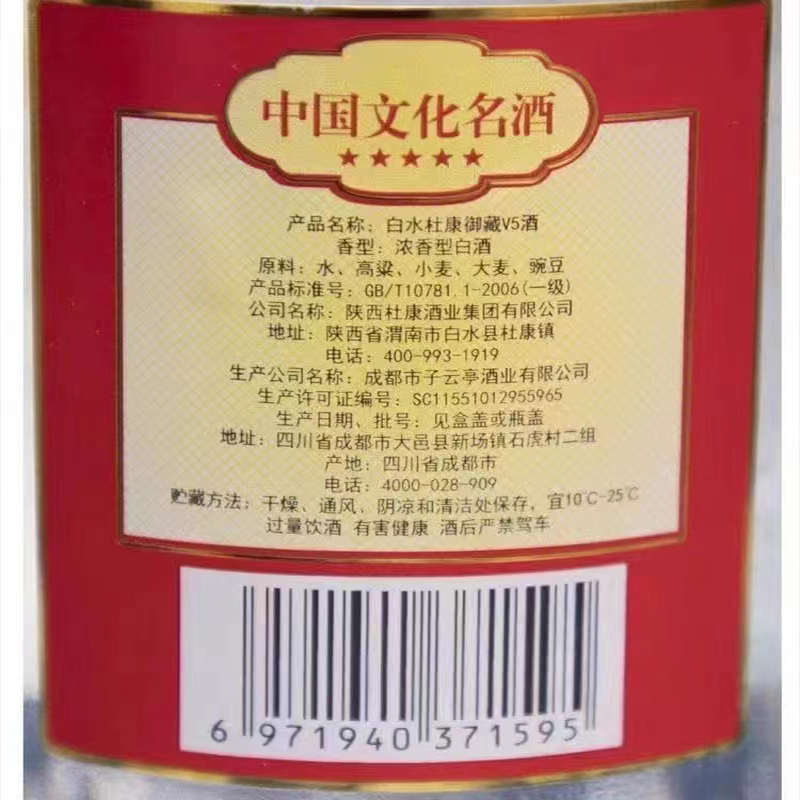 中国文化名酒
★★★★★
产品名称：白水杜康御藏V5酒
香型：浓香型白酒
原料：水、高粱、小麦、大麦、豌豆
产品标准号：GB/T10781.1-2006(一级)
公司名称：陕西杜康酒业集团有限公司
地址：陕西省渭南市白水县杜康镇
电话：400-993-1919
生产公司名称：成都市子云亭酒业有限公司
生产许可证编号：SC11551012955965
生产日期、批号：见盒盖或瓶盖
地址：四川省成都市大邑县新场镇石虎村二组
产地：四川省成都市
电话：4000-028-909
贮藏方法：干燥、通风、阴凉和清洁处保存，宜10℃-25℃
过量饮酒 有害健康 酒后严禁驾车
6 971940 371595